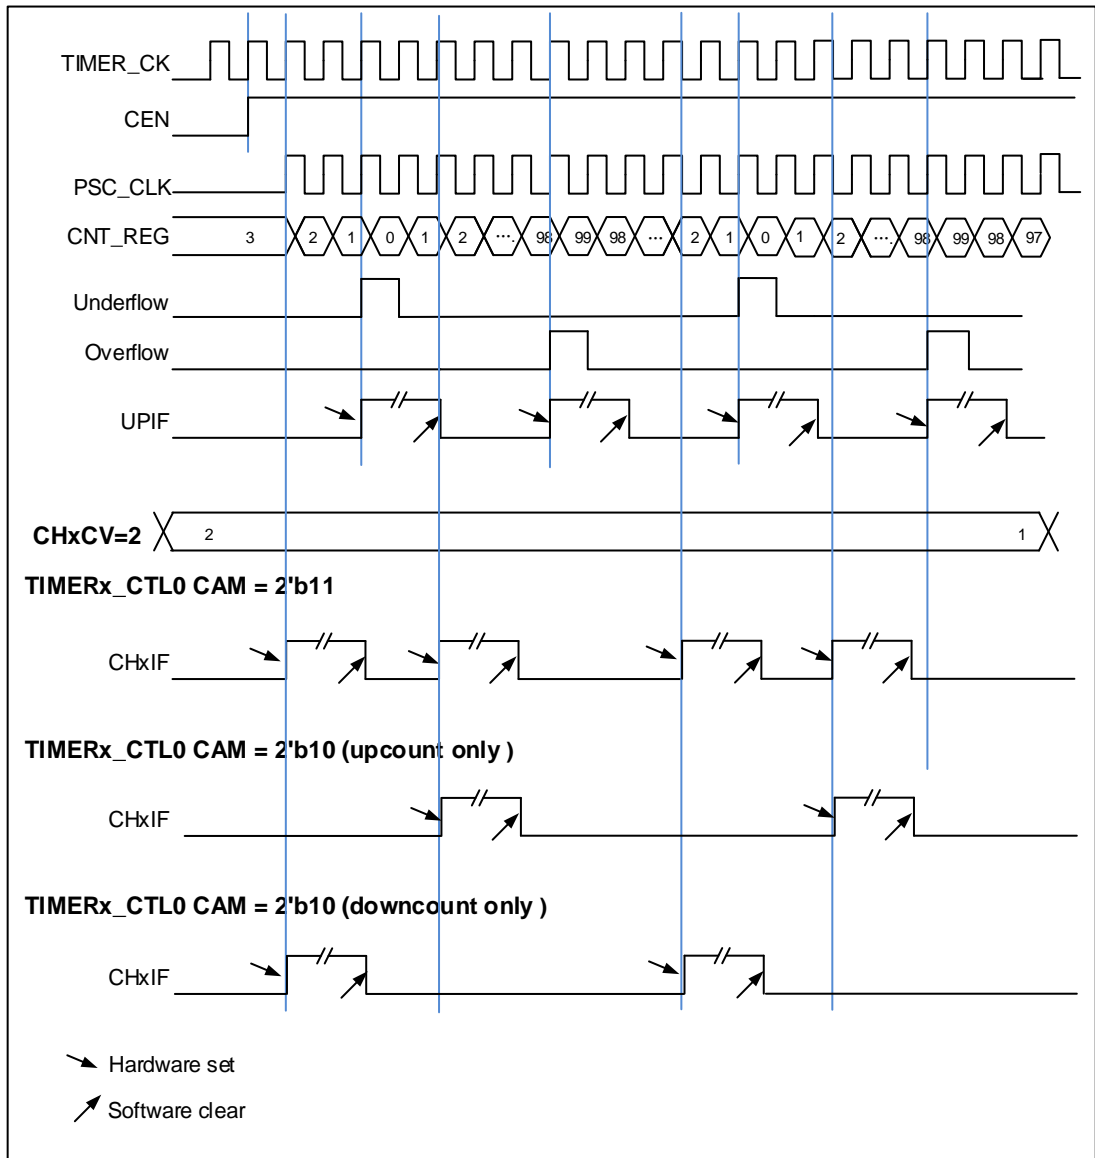 TIMER_CK
CEN
PSC_CLK
CNT_REG 3 2 1 0 1 2 .... 98 99 98 ... 2 1 0 1 2 .... 98 99 98 97
Underflow
Overflow
UPIF
CHxCV=2 2 1
TIMERx_CTL0 CAM = 2'b11
CHxIF
TIMERx_CTL0 CAM = 2'b10 (upcount only )
CHxIF
TIMERx_CTL0 CAM = 2'b10 (downcount only )
CHxIF
Hardware set
Software clear